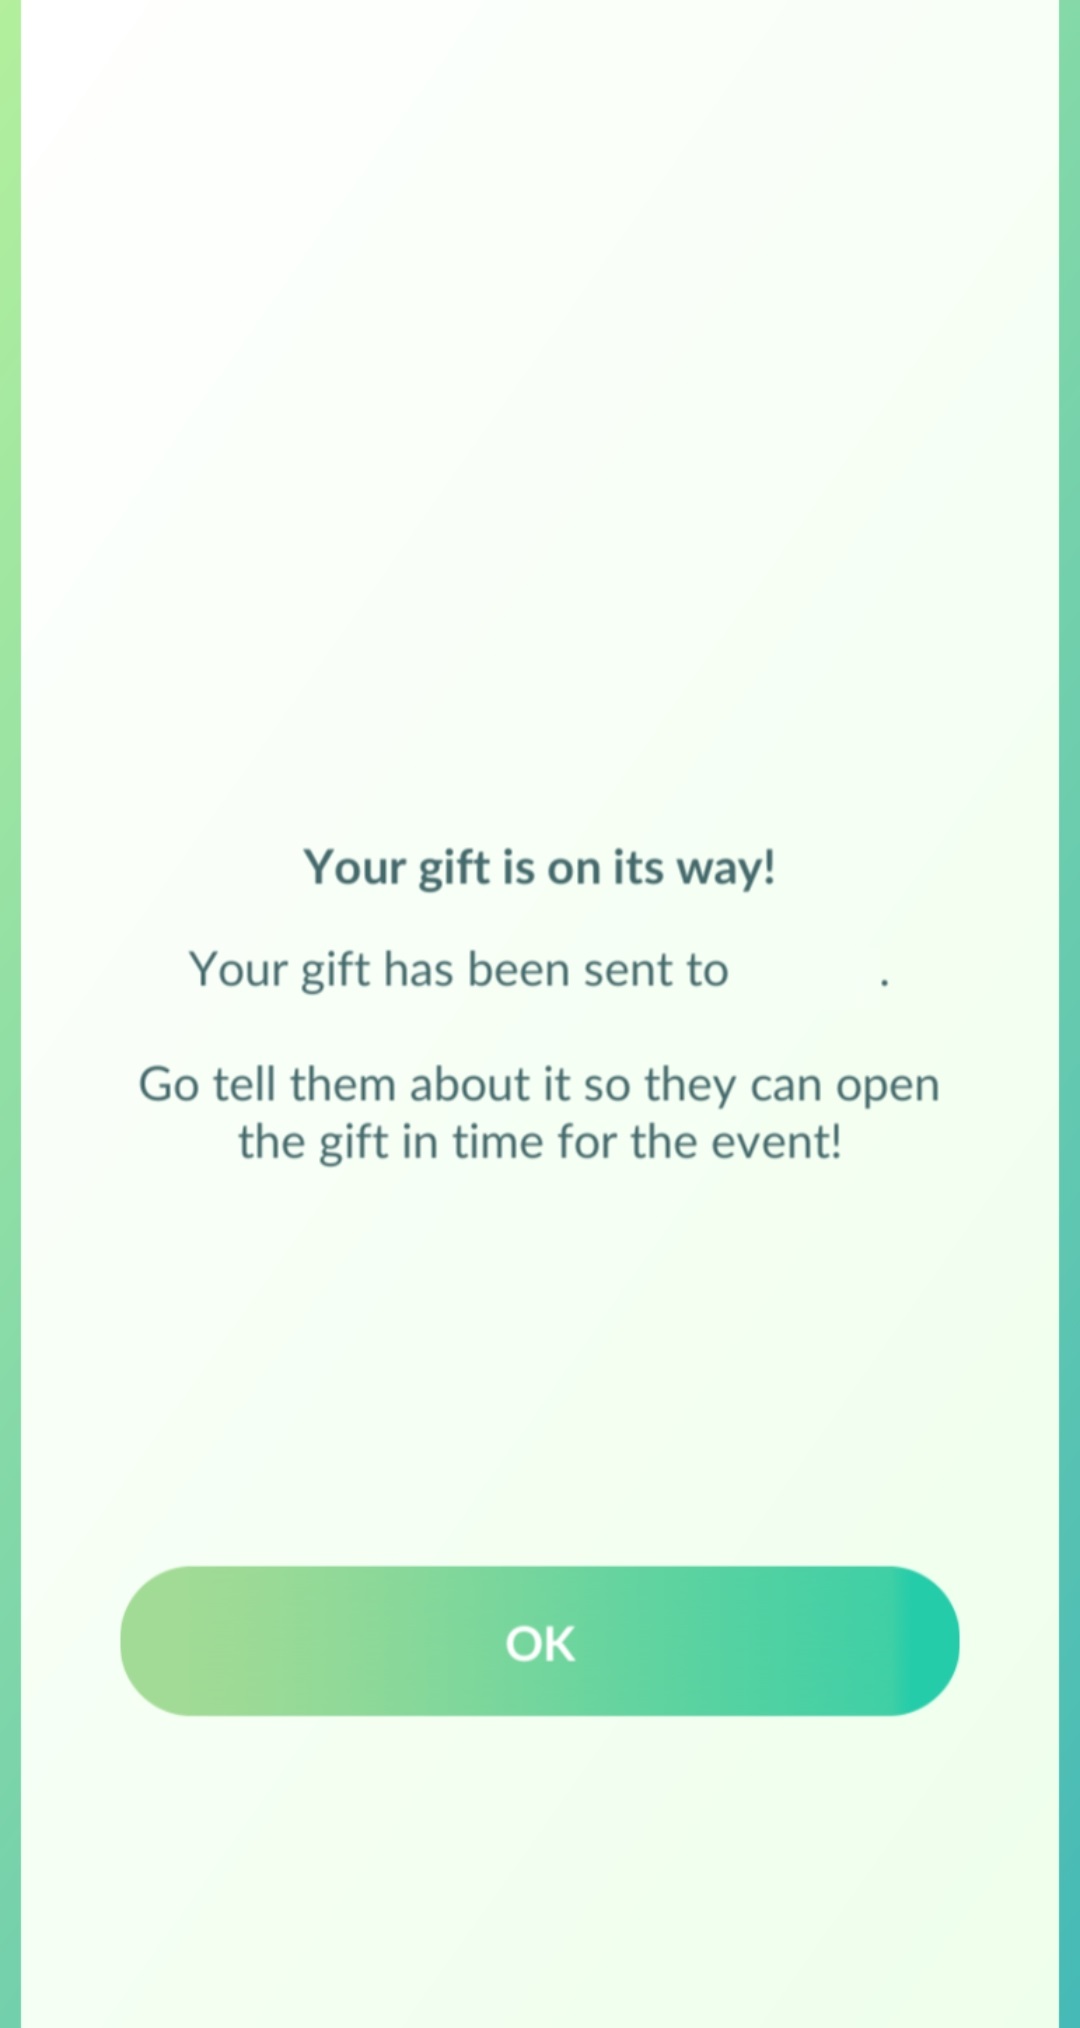 Your gift is on its way!
Your gift has been sent to .
Go tell them about it so they can open
the gift in time for the event!
OK